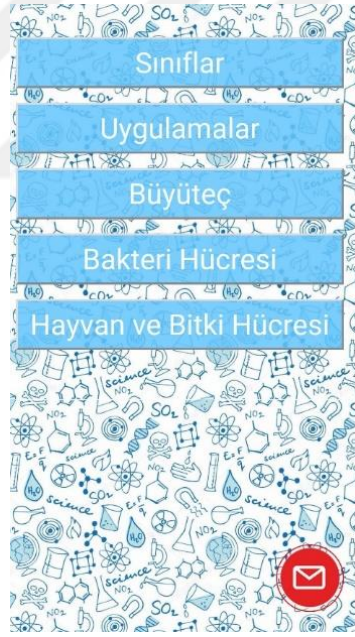 Sınıflar
Uygulamalar
Büyüteç
Bakteri Hücresi
Hayvan ve Bitki Hücresi